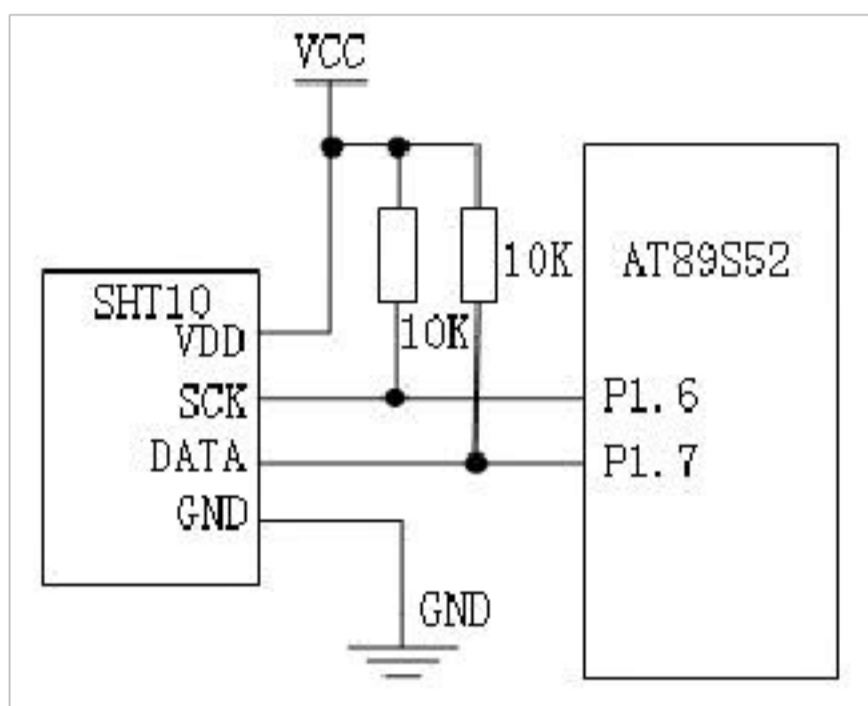 VCC
10K
AT89S52
SHT10
VDD
10K
SCK
P1.6
DATA
P1.7
GND
GND